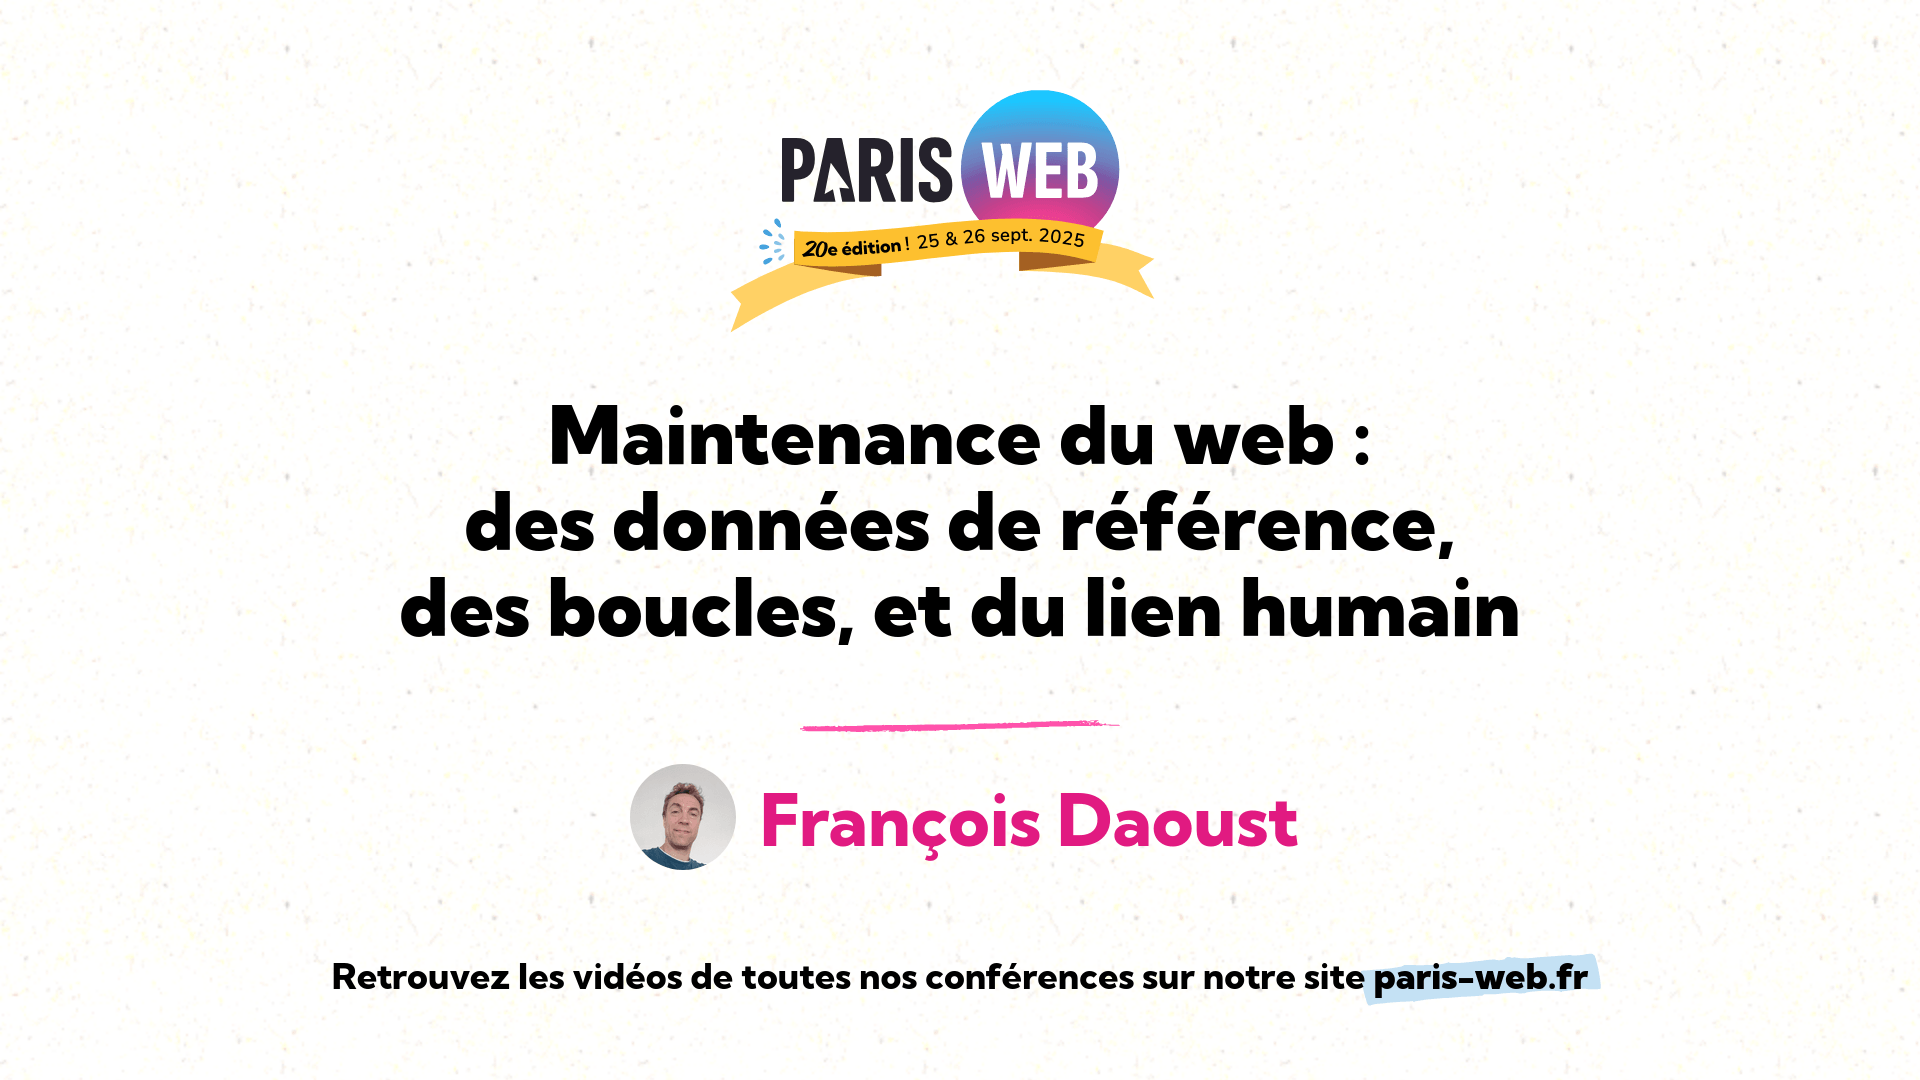 PARIS WEB
20e édition ! 25 & 26 sept. 2025
Maintenance du web :
des données de référence,
des boucles, et du lien humain
François Daoust
Retrouvez les vidéos de toutes nos conférences sur notre site paris-web.fr